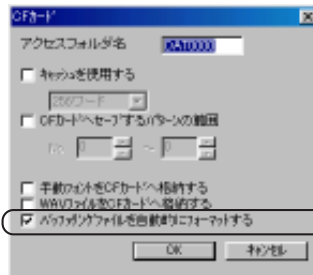 CFカード
アクセスフォルダ名 DAT0000
キャッシュを使用する
256ワード
CFカードへセーブするパターンの範囲
No. 0 ～ 0
手動フォントをCFカードへ格納する
WAVファイルをCFカードへ格納する
バッファリングファイルを自動的にフォーマットする
OK キャンセル